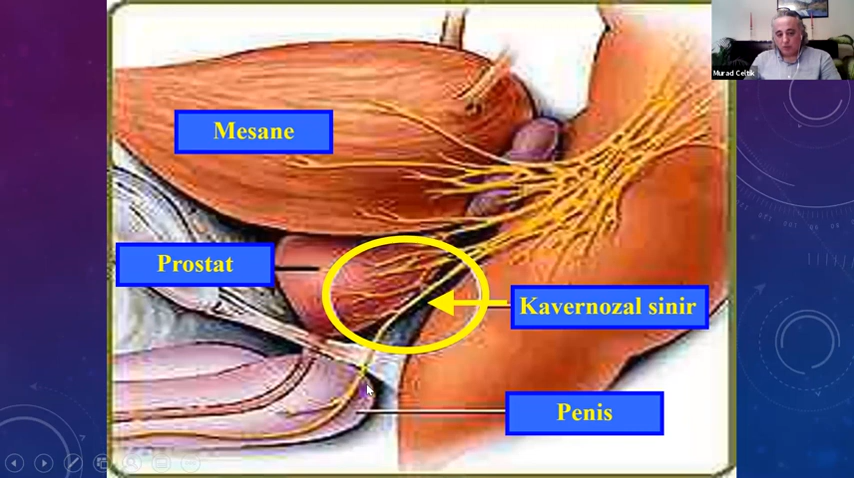 Murad Celtik
Mesane
Prostat
Kavernozal sinir
Penis